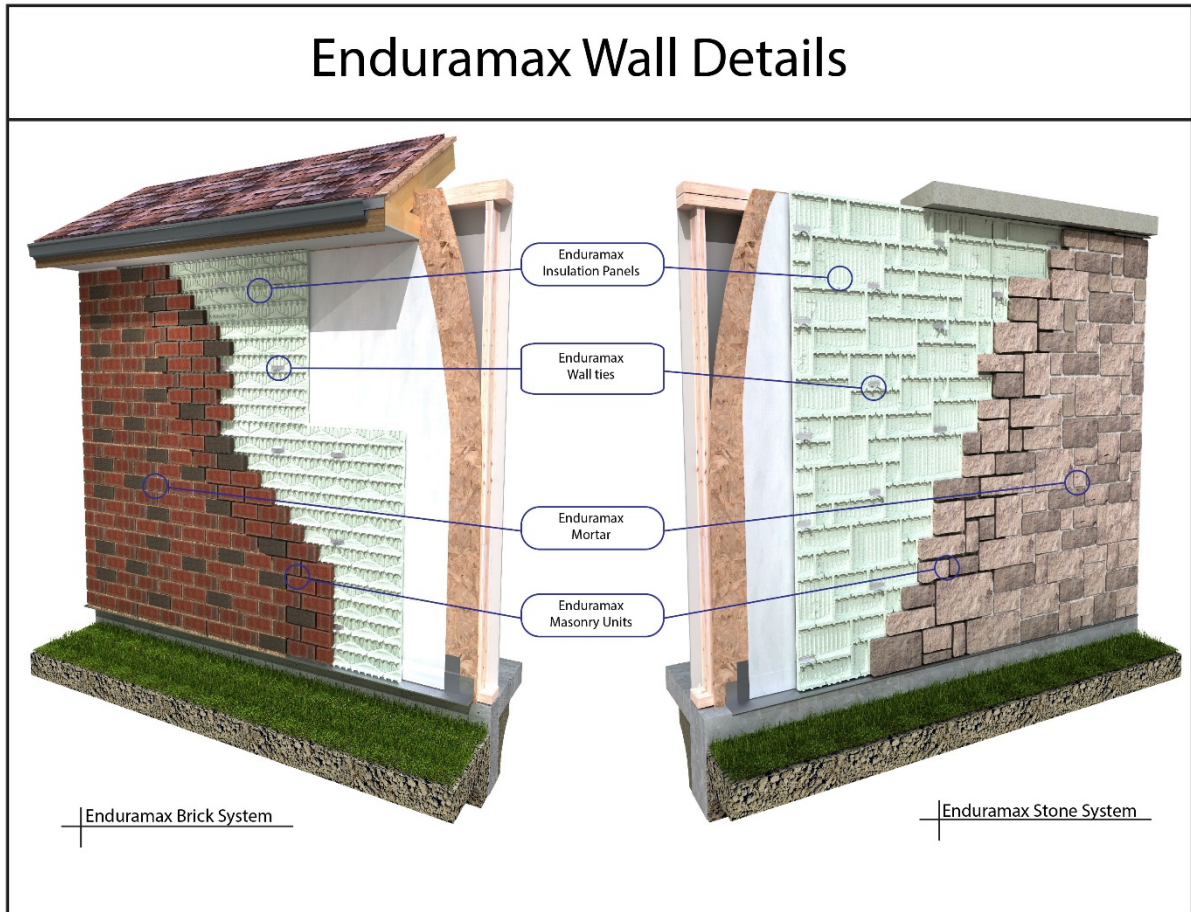 Enduramax Wall Details
Enduramax
Insulation Panels
Enduramax
Wall ties
Enduramax
Mortar
Enduramax
Masonry Units
Enduramax Brick System
Enduramax Stone System